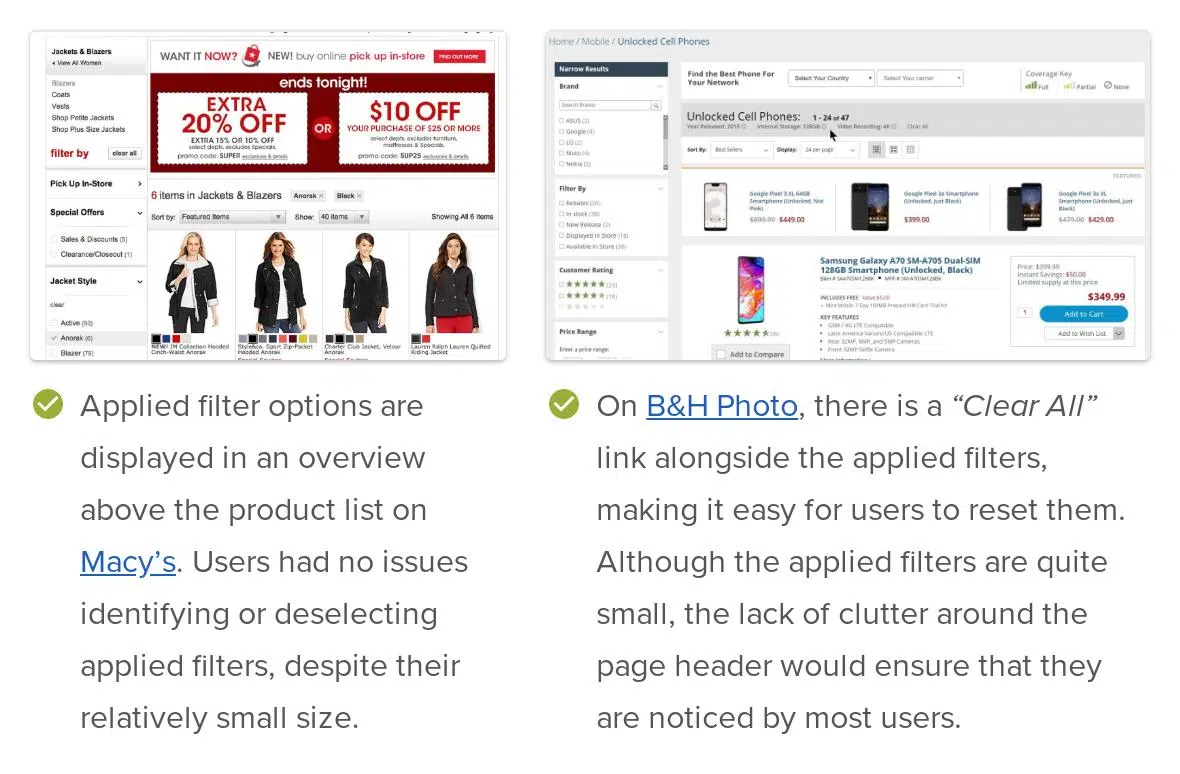 Jackets & Blazers
View All Women
Blazers
Coats
Vests
Shop Petite Jackets
Shop Plus Size Jackets
filter by
clear all
Pick Up In-Store
Special Offers
Sales & Discounts (5)
Clearance/Closeout (1)
Jacket Style
clear
Active (93)
Anorak (6)
Blazer (79)
WANT IT NOW? NEW! buy online pick up in-store FIND OUT MORE
ends tonight!
EXTRA
20% OFF
EXTRA 15% OR 10% OFF
select depts. excludes Specials.
promo code: SUPER exclusions & details
OR
$10 OFF
YOUR PURCHASE OF $25 OR MORE
select depts, excludes furniture,
mattresses & Specials.
promo code: SUP25 exclusions & details
6 items in Jackets & Blazers Anorak × Black ×
Sort by: Featured Items Show: 40 items Showing All 6 Items
NEW! JM Collection Hooded
Cinch-Waist Anorak
Style&co. Sport Zip-Pocket
Hooded Anorak
Charter Club Jacket, Velour
Anorak
Lauren Ralph Lauren Quilted
Riding Jacket
Home / Mobile / Unlocked Cell Phones
Narrow Results
Brand
Search Brand
ASUS (3)
Google (4)
LG (2)
Moto (4)
Nokia (2)
Filter By
Rebates (36)
In stock (38)
New Release (2)
Displayed In Store (18)
Available In Store (38)
Customer Rating
(23)
(18)
Price Range
Enter a price range:
Find the Best Phone For
Your Network
Select Your Country
Select Your carrier
Coverage Key
Full Partial None
Unlocked Cell Phones: 1 - 24 of 47
Year Released: 2019 Internal Storage: 128GB Video Recording: 4K Clear All
Sort By: Best Sellers Display: 24 per page
FEATURED
Google Pixel 3 XL 64GB
Smartphone (Unlocked, Not
Pink)
$899.99 $449.00
Google Pixel 3a Smartphone
(Unlocked, Just Black)
$399.00
Google Pixel 3a XL
Smartphone (Unlocked, Just
Black)
$479.00 $429.00
Samsung Galaxy A70 SM-A705 Dual-SIM
128GB Smartphone (Unlocked, Black)
INCLUDES FREE Value $5.00
Mint Mobile 7-Day 100MB Prepaid SIM Card Trial Kit
KEY FEATURES
GSM / 4G LTE Compatible
Latin America Variant/US Compatible LTE
Rear 32MP, 8MP, and 5MP Cameras
Front 32MP Selfie Camera
Add to Compare
Price: $399.99
Instant Savings: $50.00
Limited supply at this price
$349.99
1
Add to Cart
Add to Wish List
Applied filter options are
displayed in an overview
above the product list on
Macy’s. Users had no issues
identifying or deselecting
applied filters, despite their
relatively small size.
On B&H Photo, there is a “Clear All”
link alongside the applied filters,
making it easy for users to reset them.
Although the applied filters are quite
small, the lack of clutter around the
page header would ensure that they
are noticed by most users.